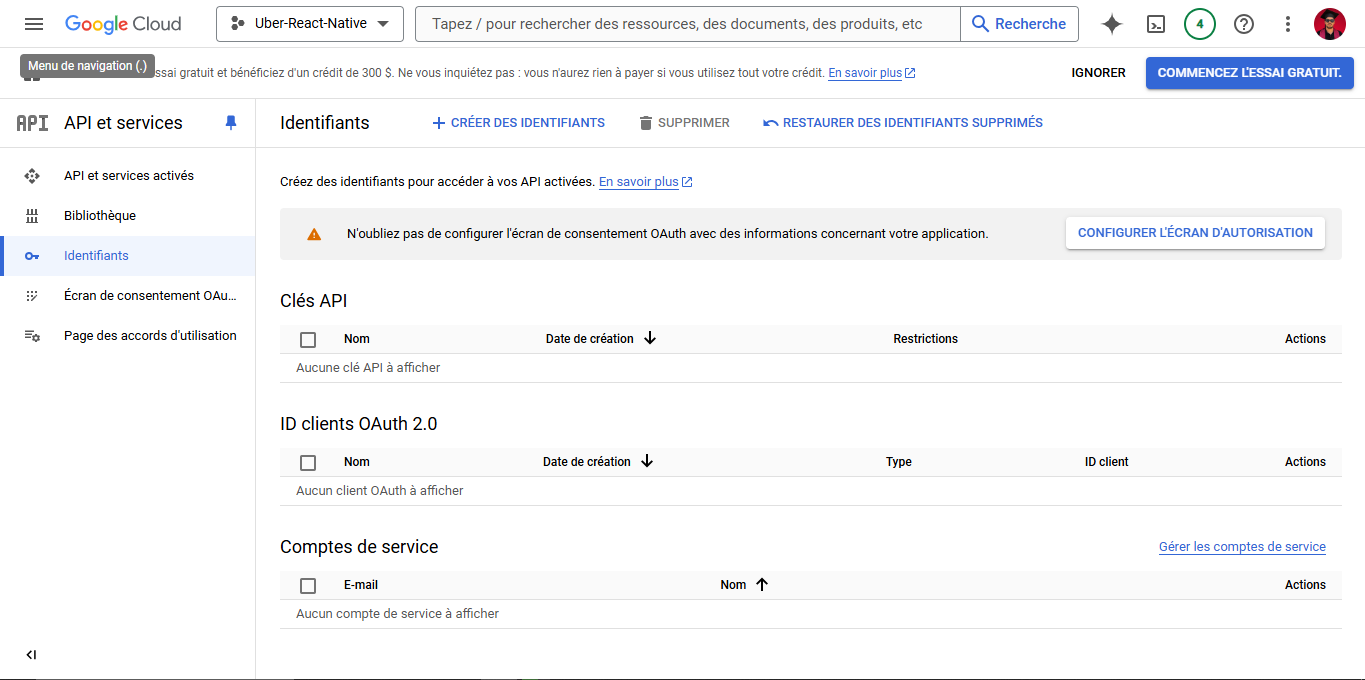 Google Cloud
Uber-React-Native
Tapez / pour rechercher des ressources, des documents, des produits, etc
Recherche
4
Menu de navigation (.)
essai gratuit et bénéficiez d'un crédit de 300 $. Ne vous inquiétez pas : vous n'aurez rien à payer si vous utilisez tout votre crédit. En savoir plus
IGNORER
COMMENCEZ L'ESSAI GRATUIT.
API
API et services
API et services activés
Bibliothèque
Identifiants
Écran de consentement OAu…
Page des accords d'utilisation
Identifiants
CRÉER DES IDENTIFIANTS
SUPPRIMER
RESTAURER DES IDENTIFIANTS SUPPRIMÉS
Créez des identifiants pour accéder à vos API activées. En savoir plus
N'oubliez pas de configurer l'écran de consentement OAuth avec des informations concernant votre application.
CONFIGURER L'ÉCRAN D'AUTORISATION
Clés API
Nom Date de création Restrictions Actions
Aucune clé API à afficher
ID clients OAuth 2.0
Nom Date de création Type ID client Actions
Aucun client OAuth à afficher
Comptes de service
Gérer les comptes de service
E-mail Nom Actions
Aucun compte de service à afficher